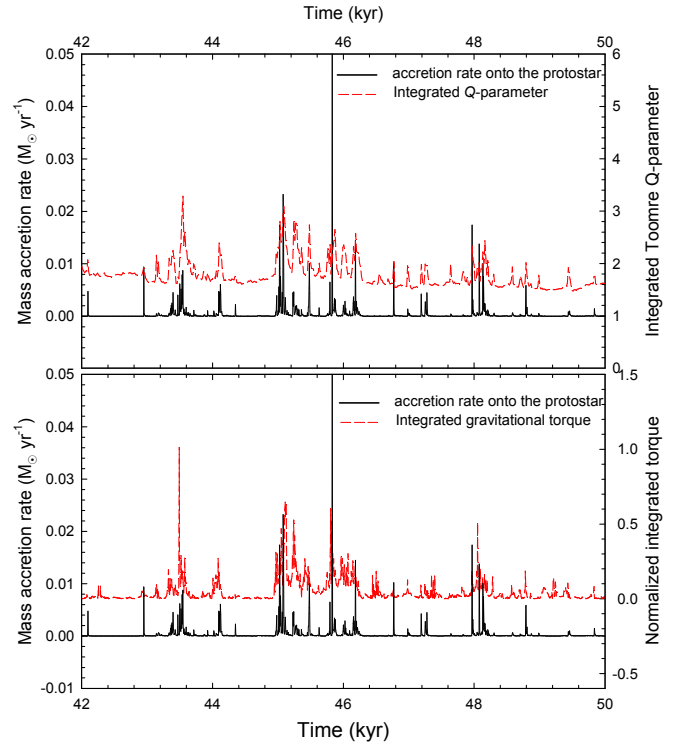 Time (kyr)
42 44 46 48 50
0.05 6
accretion rate onto the protostar
Integrated Q-parameter
0.04 5
0.03 4
0.02 3
0.01 2
0.00 1
0
Mass accretion rate (M☉ yr-1)
Integrated Toomre Q-parameter
0.05 1.5
accretion rate onto the protostar
Integrated gravitational torque
0.04
1.0
0.03
0.02 0.5
0.01
0.0
0.00
-0.01 -0.5
Mass accretion rate (M☉ yr-1)
Normalized integrated torque
42 44 46 48 50
Time (kyr)